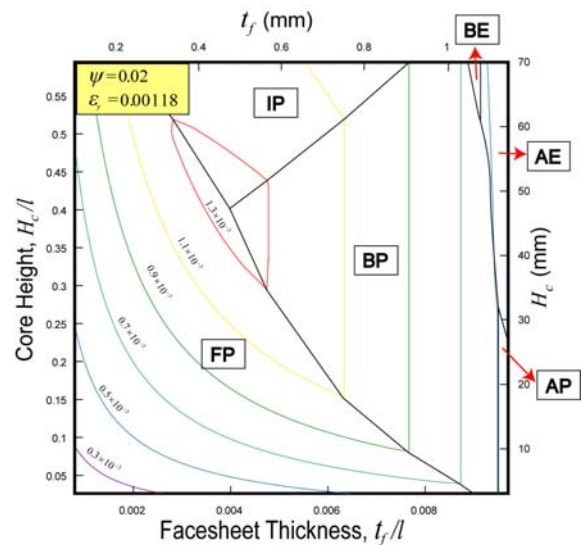 t_f (mm)
0.2 0.4 0.6 0.8 1
BE
ψ=0.02
ε_y = 0.00118
IP
AE
BP
FP
AP
1.3×10⁻³
1.1×10⁻³
0.9×10⁻³
0.7×10⁻³
0.5×10⁻³
0.3×10⁻³
Core Height, H_c/l
0.55
0.5
0.45
0.4
0.35
0.3
0.25
0.2
0.15
0.1
0.05
70
60
50
40
30
20
10
H_c (mm)
0.002 0.004 0.006 0.008
Facesheet Thickness, t_f/l